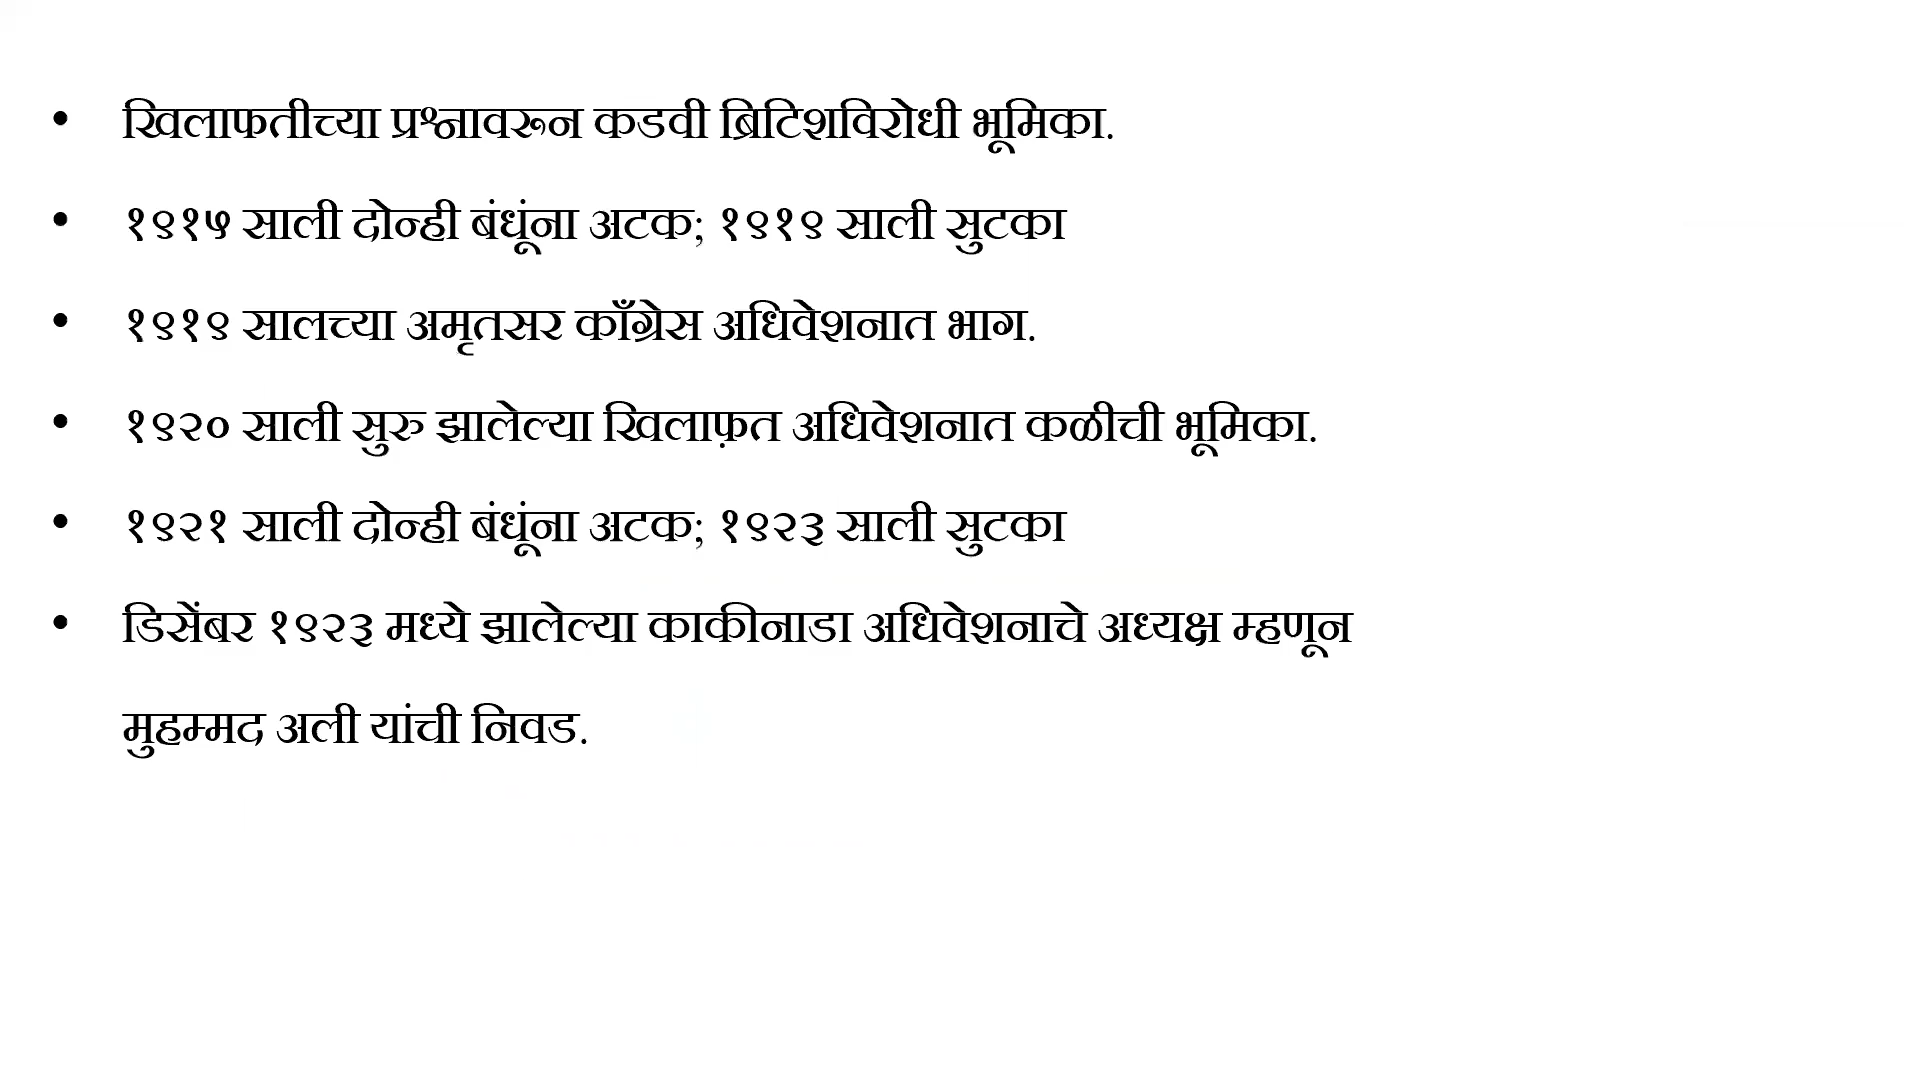 • खिलाफतीच्या प्रश्नावरून कडवी ब्रिटिशविरोधी भूमिका.
• १९१५ साली दोन्ही बंधूंना अटक; १९१९ साली सुटका
• १९१९ सालच्या अमृतसर काँग्रेस अधिवेशनात भाग.
• १९२० साली सुरु झालेल्या खिलाफ़त अधिवेशनात कळीची भूमिका.
• १९२१ साली दोन्ही बंधूंना अटक; १९२३ साली सुटका
• डिसेंबर १९२३ मध्ये झालेल्या काकीनाडा अधिवेशनाचे अध्यक्ष म्हणून
मुहम्मद अली यांची निवड.